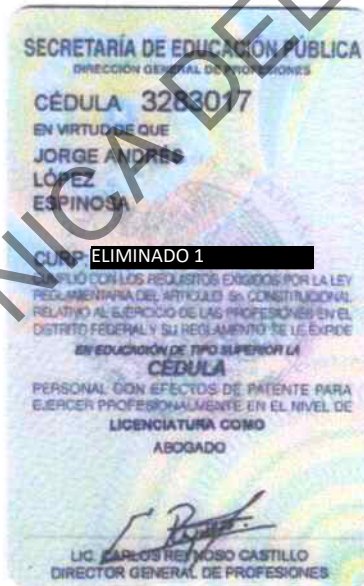 SECRETARÍA DE EDUCACIÓN PÚBLICA
DIRECCIÓN GENERAL DE PROFESIONES
CÉDULA 3283017
EN VIRTUD DE QUE
JORGE ANDRÉS
LÓPEZ
ESPINOSA
CURP ELIMINADO 1
CUMPLIÓ CON LOS REQUISITOS EXIGIDOS POR LA LEY
REGLAMENTARIA DEL ARTÍCULO 5o. CONSTITUCIONAL
RELATIVO AL EJERCICIO DE LAS PROFESIONES EN EL
DISTRITO FEDERAL Y SU REGLAMENTO SE LE EXPIDE
EN EDUCACIÓN DE TIPO SUPERIOR LA
CÉDULA
PERSONAL CON EFECTOS DE PATENTE PARA
EJERCER PROFESIONALMENTE EN EL NIVEL DE
LICENCIATURA COMO
ABOGADO
LIC. CARLOS REYNOSO CASTILLO
DIRECTOR GENERAL DE PROFESIONES
NICA DEL